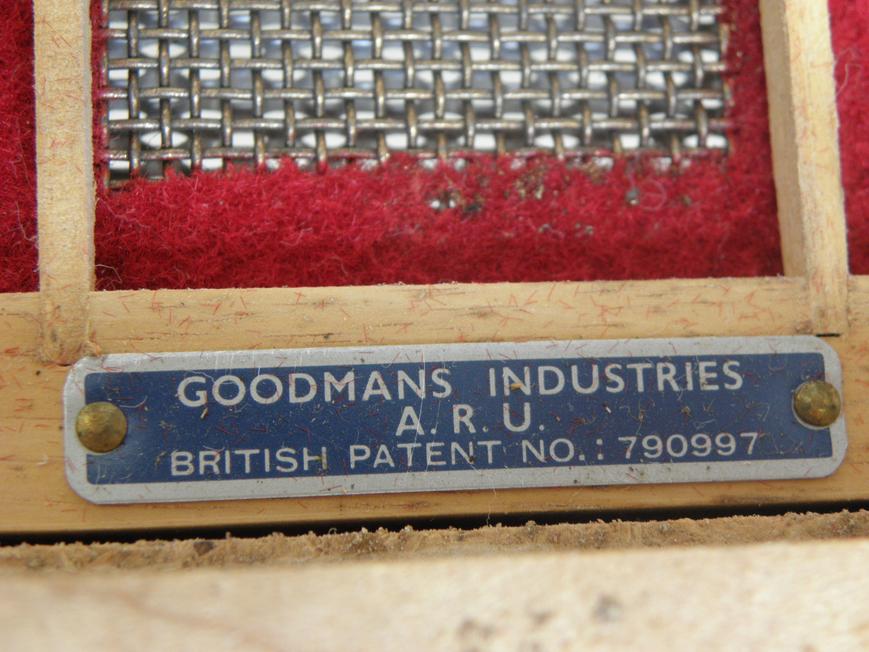 GOODMANS INDUSTRIES
A. R. U.
BRITISH PATENT NO.: 790997